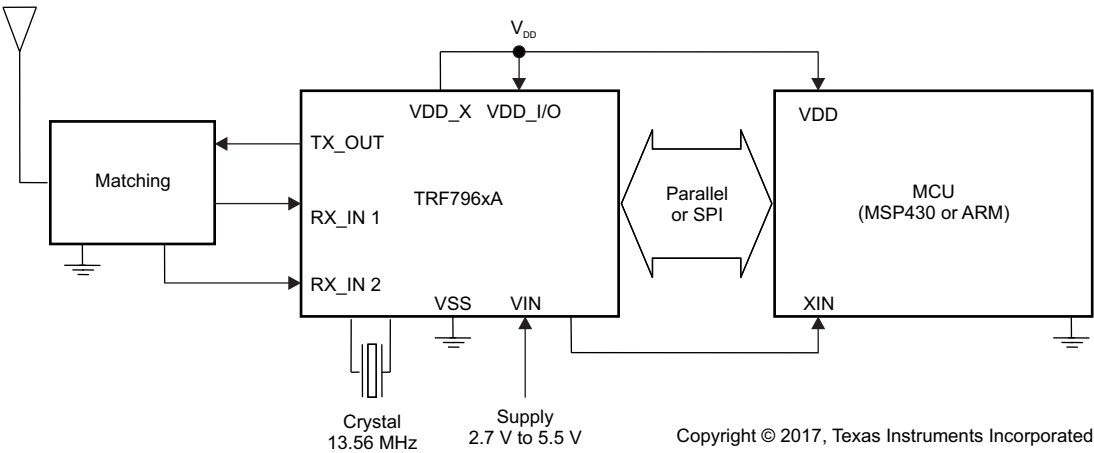 V_DD
VDD_X VDD_I/O
VDD
TX_OUT
Matching
TRF796xA
RX_IN 1
RX_IN 2
Parallel
or SPI
MCU
(MSP430 or ARM)
VSS
VIN
XIN
Crystal
13.56 MHz
Supply
2.7 V to 5.5 V
Copyright © 2017, Texas Instruments Incorporated